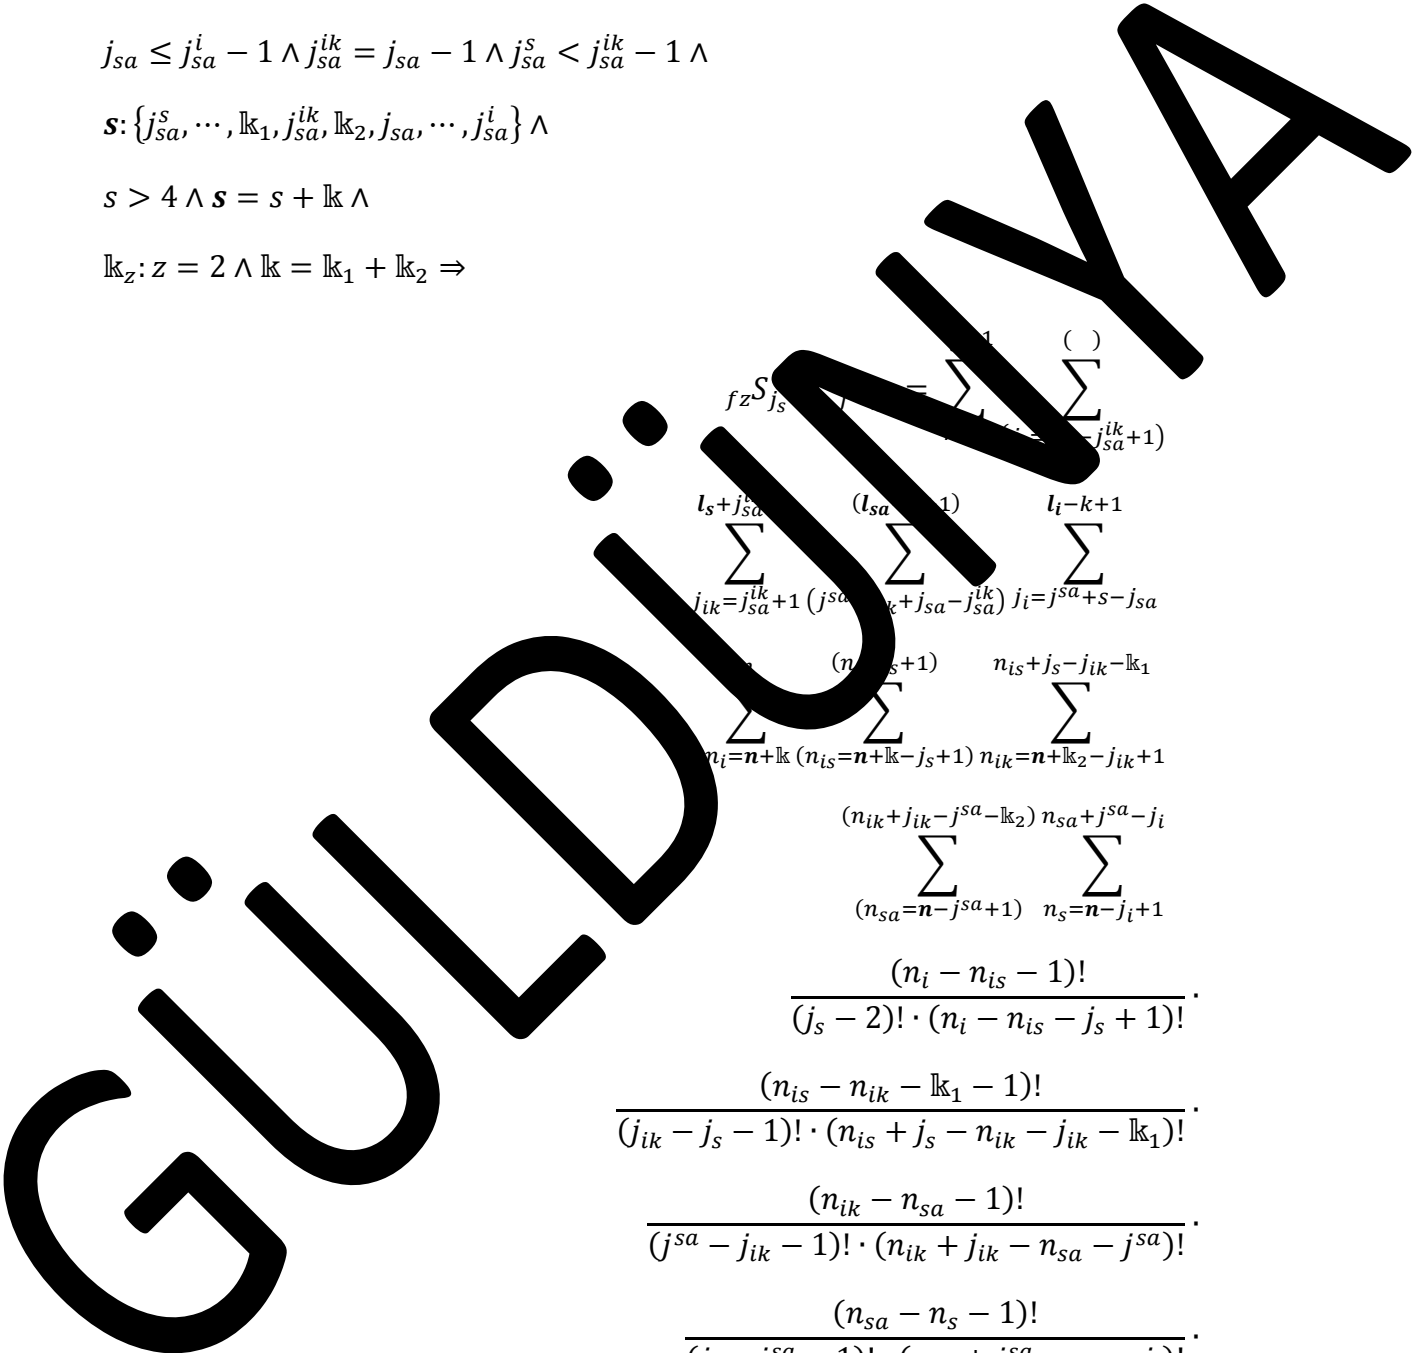 j_{sa} ≤ j_{sa}^{i} − 1 ∧ j_{sa}^{ik} = j_{sa} − 1 ∧ j_{sa}^{s} < j_{sa}^{ik} − 1 ∧
s: {j_{sa}^{s}, ⋯ , 𝕜_1, j_{sa}^{ik}, 𝕜_2, j_{sa}, ⋯ , j_{sa}^{i}} ∧
s > 4 ∧ s = s + 𝕜 ∧
𝕜_z: z = 2 ∧ 𝕜 = 𝕜_1 + 𝕜_2 ⇒
1 ( )
_{fz}S_{j_s} = ∑ ∑
−j_{sa}^{ik}+1)
l_s+j_{sa} (l_{sa} 1) l_i−k+1
∑ ∑ ∑
j_{ik}=j_{sa}^{ik}+1 (j^{sa} +j_{sa}−j_{sa}^{ik}) j_i=j^{sa}+s−j_{sa}
(n +1) n_{is}+j_s−j_{ik}−𝕜_1
∑ ∑ ∑
n_i=n+𝕜 (n_{is}=n+𝕜−j_s+1) n_{ik}=n+𝕜_2−j_{ik}+1
(n_{ik}+j_{ik}−j^{sa}−𝕜_2) n_{sa}+j^{sa}−j_i
∑ ∑
(n_{sa}=n−j^{sa}+1) n_s=n−j_i+1
(n_i − n_{is} − 1)!
(j_s − 2)! · (n_i − n_{is} − j_s + 1)! ·
(n_{is} − n_{ik} − 𝕜_1 − 1)!
(j_{ik} − j_s − 1)! · (n_{is} + j_s − n_{ik} − j_{ik} − 𝕜_1)! ·
(n_{ik} − n_{sa} − 1)!
(j^{sa} − j_{ik} − 1)! · (n_{ik} + j_{ik} − n_{sa} − j^{sa})! ·
(n_{sa} − n_s − 1)!
GÜLDÜNYA